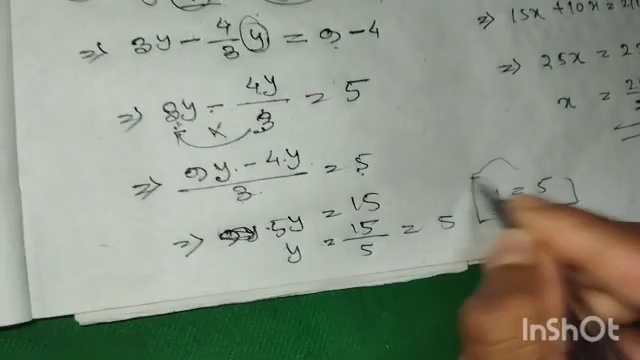 ⇒ 3y - 4/3 y = 9 - 4
⇒ 3y - 4y/3 = 5
⇒ 9y - 4y/3 = 5
⇒ 5y = 15
y = 15/5 = 5
= 5
⇒ 15x + 10x =
⇒ 25x =
x =
InShOt